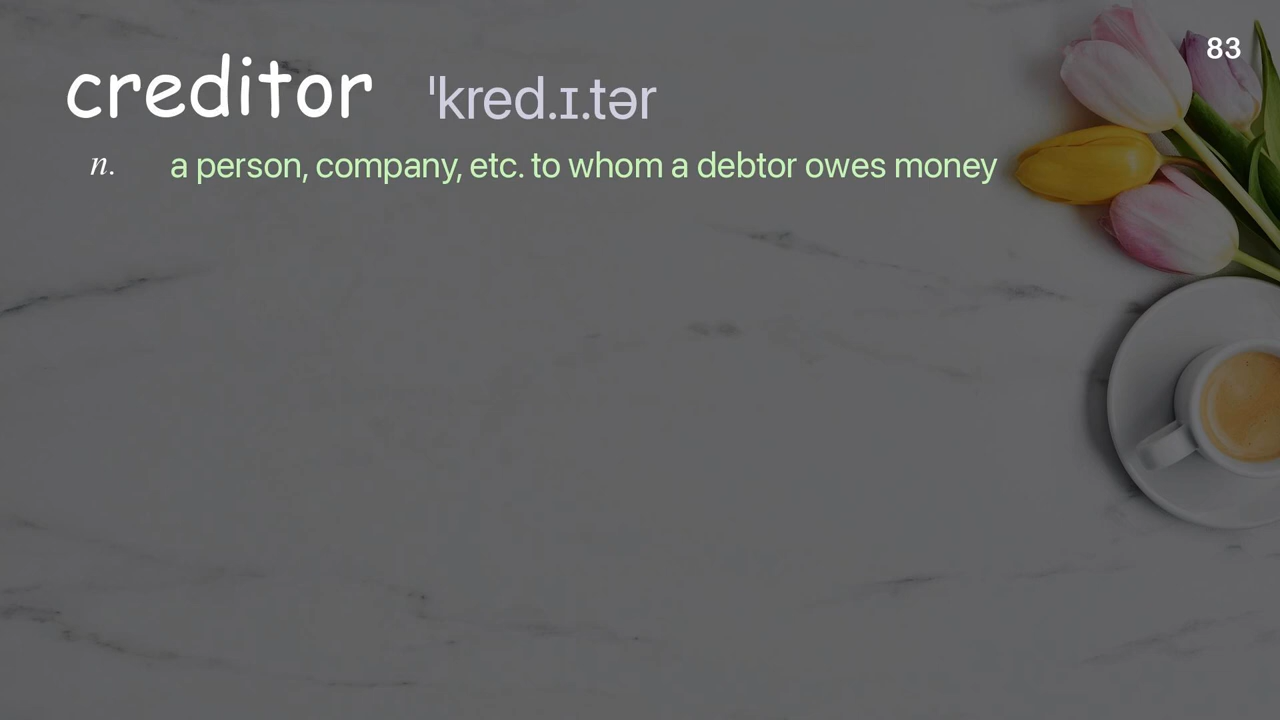 83
creditor ˈkred.ɪ.tər
n. a person, company, etc. to whom a debtor owes money